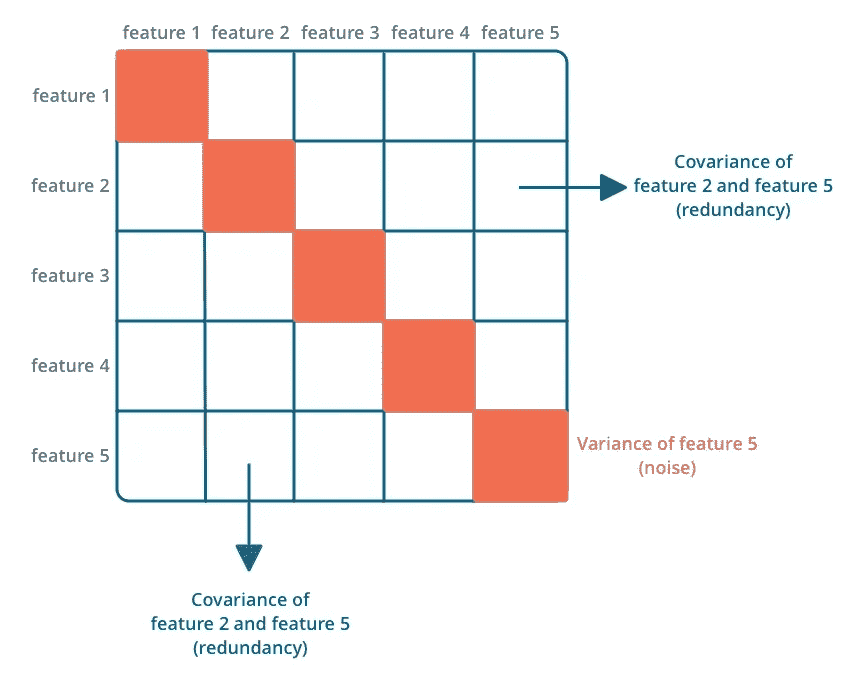 feature 1 feature 2 feature 3 feature 4 feature 5
feature 1
feature 2
Covariance of
feature 2 and feature 5
(redundancy)
feature 3
feature 4
feature 5
Variance of feature 5
(noise)
Covariance of
feature 2 and feature 5
(redundancy)